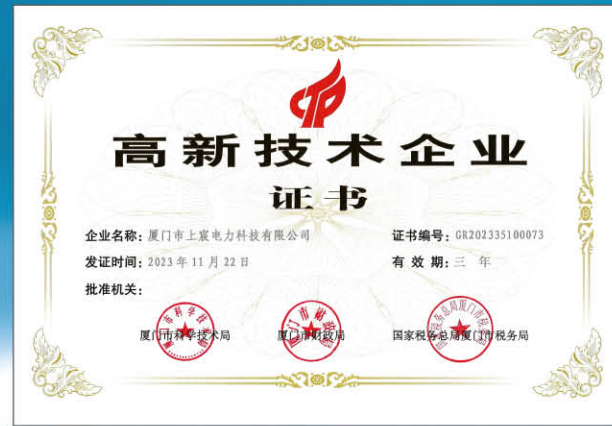 高新技术企业
证书
企业名称：厦门市上宸电力科技有限公司 证书编号：GR202335100073
发证时间：2023年11月22日 有效期：三 年
批准机关：
厦门市科学技术局 厦门市财政局 国家税务总局厦门市税务局